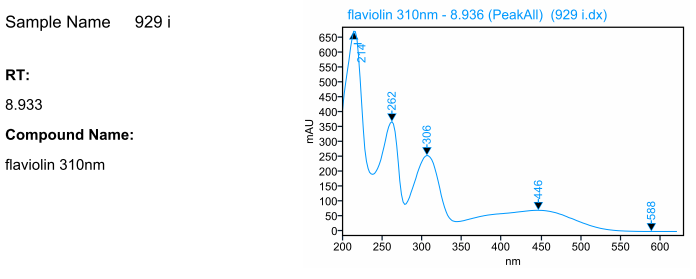 Sample Name 929 i
RT:
8.933
Compound Name:
flaviolin 310nm
flaviolin 310nm - 8.936 (PeakAll) (929 i.dx)
mAU
650
600
550
500
450
400
350
300
250
200
150
100
50
0
214
262
306
446
588
200 250 300 350 400 450 500 550 600
nm